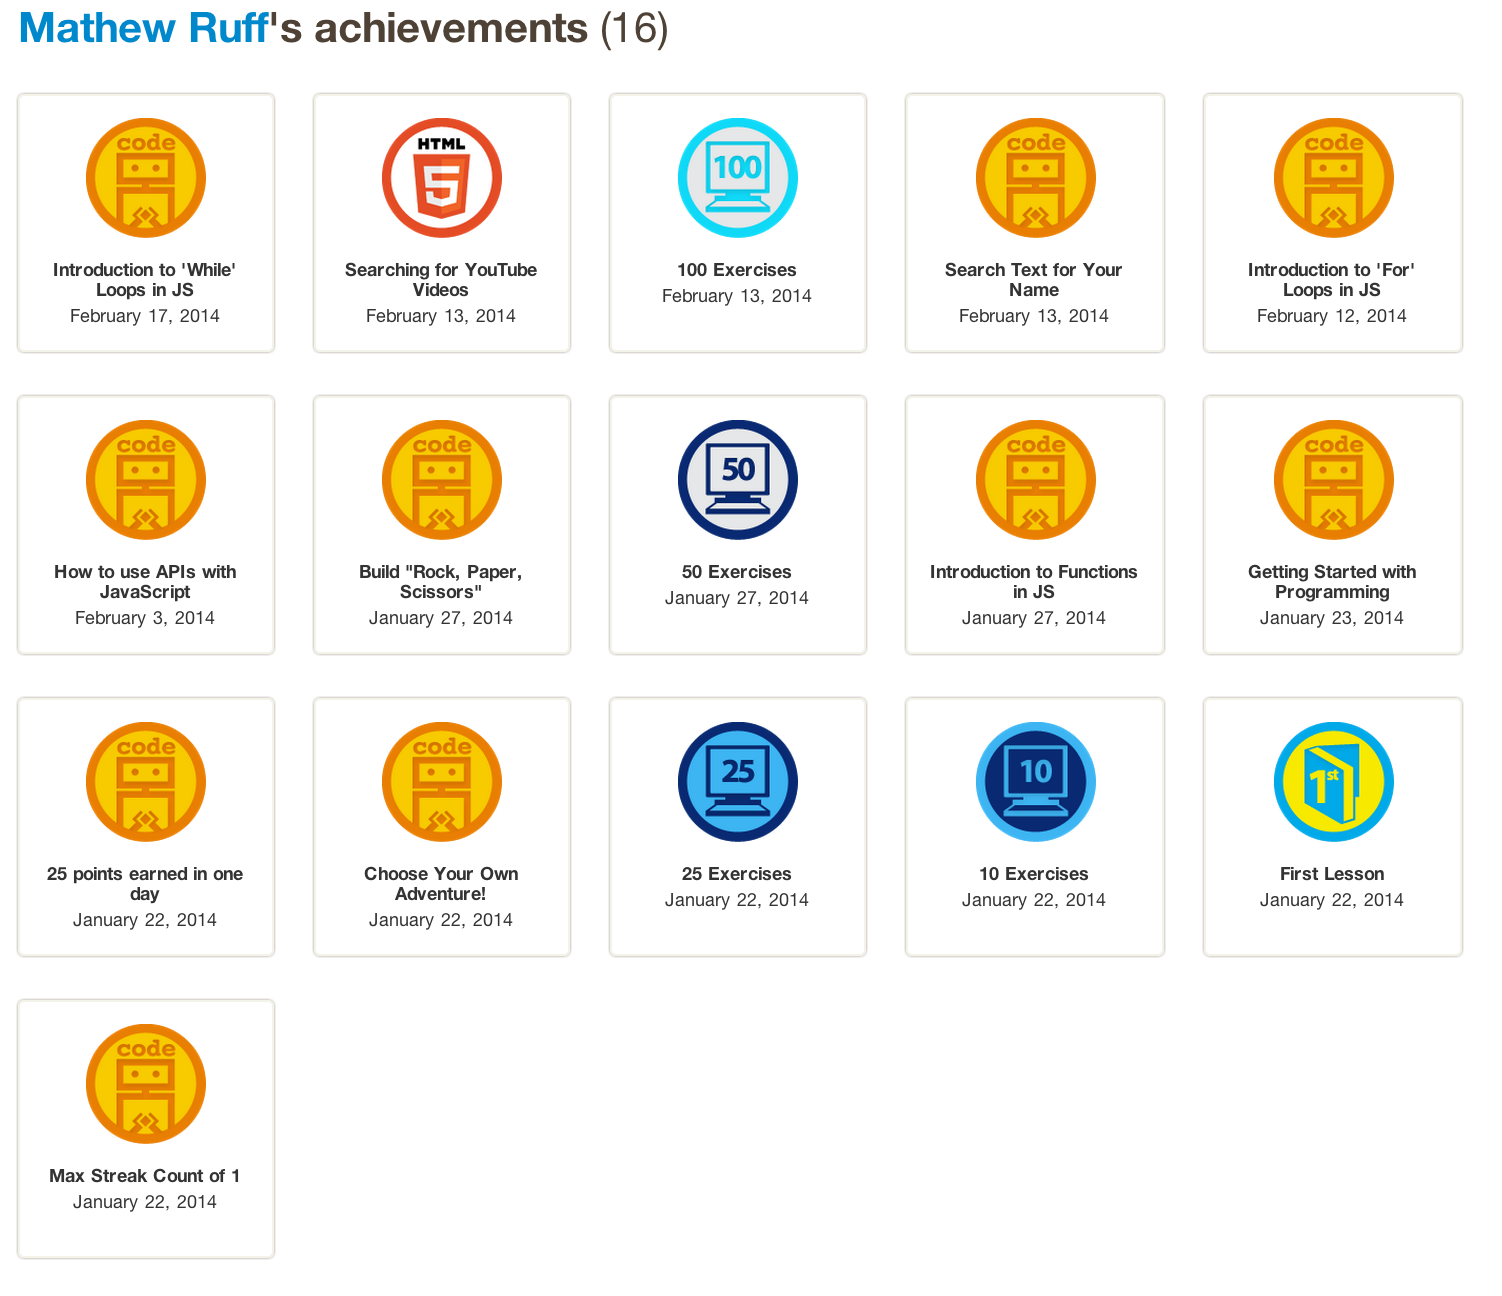 Mathew Ruff's achievements (16)
code
Introduction to 'While'
Loops in JS
February 17, 2014
HTML
5
Searching for YouTube
Videos
February 13, 2014
100
100 Exercises
February 13, 2014
code
Search Text for Your
Name
February 13, 2014
code
Introduction to 'For'
Loops in JS
February 12, 2014
code
How to use APIs with
JavaScript
February 3, 2014
code
Build "Rock, Paper,
Scissors"
January 27, 2014
50
50 Exercises
January 27, 2014
code
Introduction to Functions
in JS
January 27, 2014
code
Getting Started with
Programming
January 23, 2014
code
25 points earned in one
day
January 22, 2014
code
Choose Your Own
Adventure!
January 22, 2014
25
25 Exercises
January 22, 2014
10
10 Exercises
January 22, 2014
1st
First Lesson
January 22, 2014
code
Max Streak Count of 1
January 22, 2014